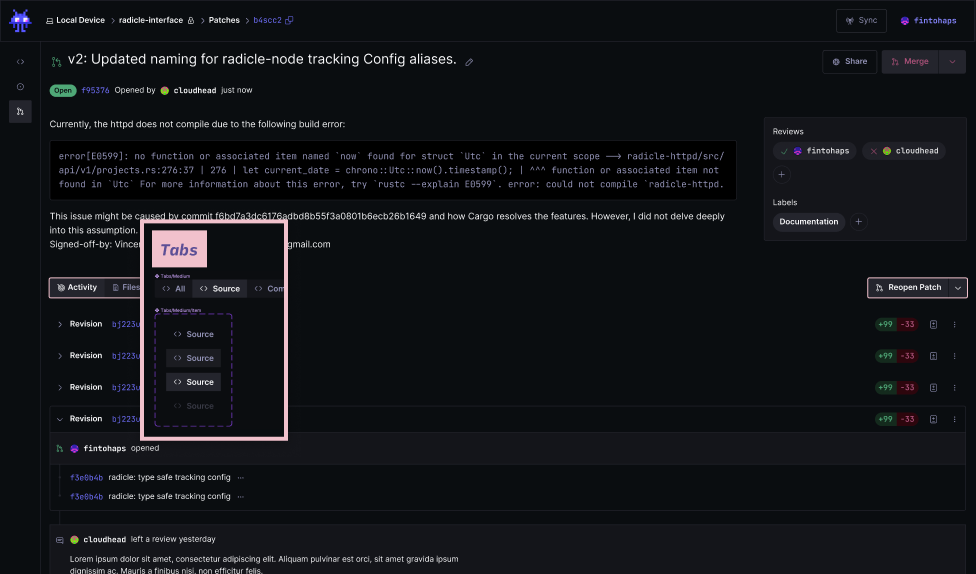 Local Device > radicle-interface > Patches > b4scc2
Sync
fintohaps
v2: Updated naming for radicle-node tracking Config aliases.
Share
Merge
Open f95376 Opened by cloudhead just now
Currently, the httpd does not compile due to the following build error:
error[E0599]: no function or associated item named `now` found for struct `Utc` in the current scope --> radicle-httpd/src/
api/v1/projects.rs:276:37 | 276 | let current_date = chrono::Utc::now().timestamp(); | ^^^ function or associated item not
found in `Utc` For more information about this error, try `rustc --explain E0599`. error: could not compile `radicle-httpd.
Reviews
fintohaps
cloudhead
Labels
Documentation
This issue might be caused by commit f6bd7a3dc6176adbd8b55f3a0801b6ecb26b1649 and how Cargo resolves the features. However, I did not delve deeply
into this assumption.
Signed-off-by: Vincen
gmail.com
Tabs
Tabs/Medium
<> All <> Source <> Com
Tabs/Medium/Item
<> Source
<> Source
<> Source
<> Source
Activity
Files
Reopen Patch
Revision bj223u
+99 -33
Revision bj223u
+99 -33
Revision bj223u
+99 -33
Revision bj223u
+99 -33
fintohaps opened
f3e0b4b radicle: type safe tracking config ...
f3e0b4b radicle: type safe tracking config ...
cloudhead left a review yesterday
Lorem ipsum dolor sit amet, consectetur adipiscing elit. Aliquam pulvinar est orci, sit amet gravida ipsum
dignissim ac. Mauris a finibus nisi, non efficitur felis.